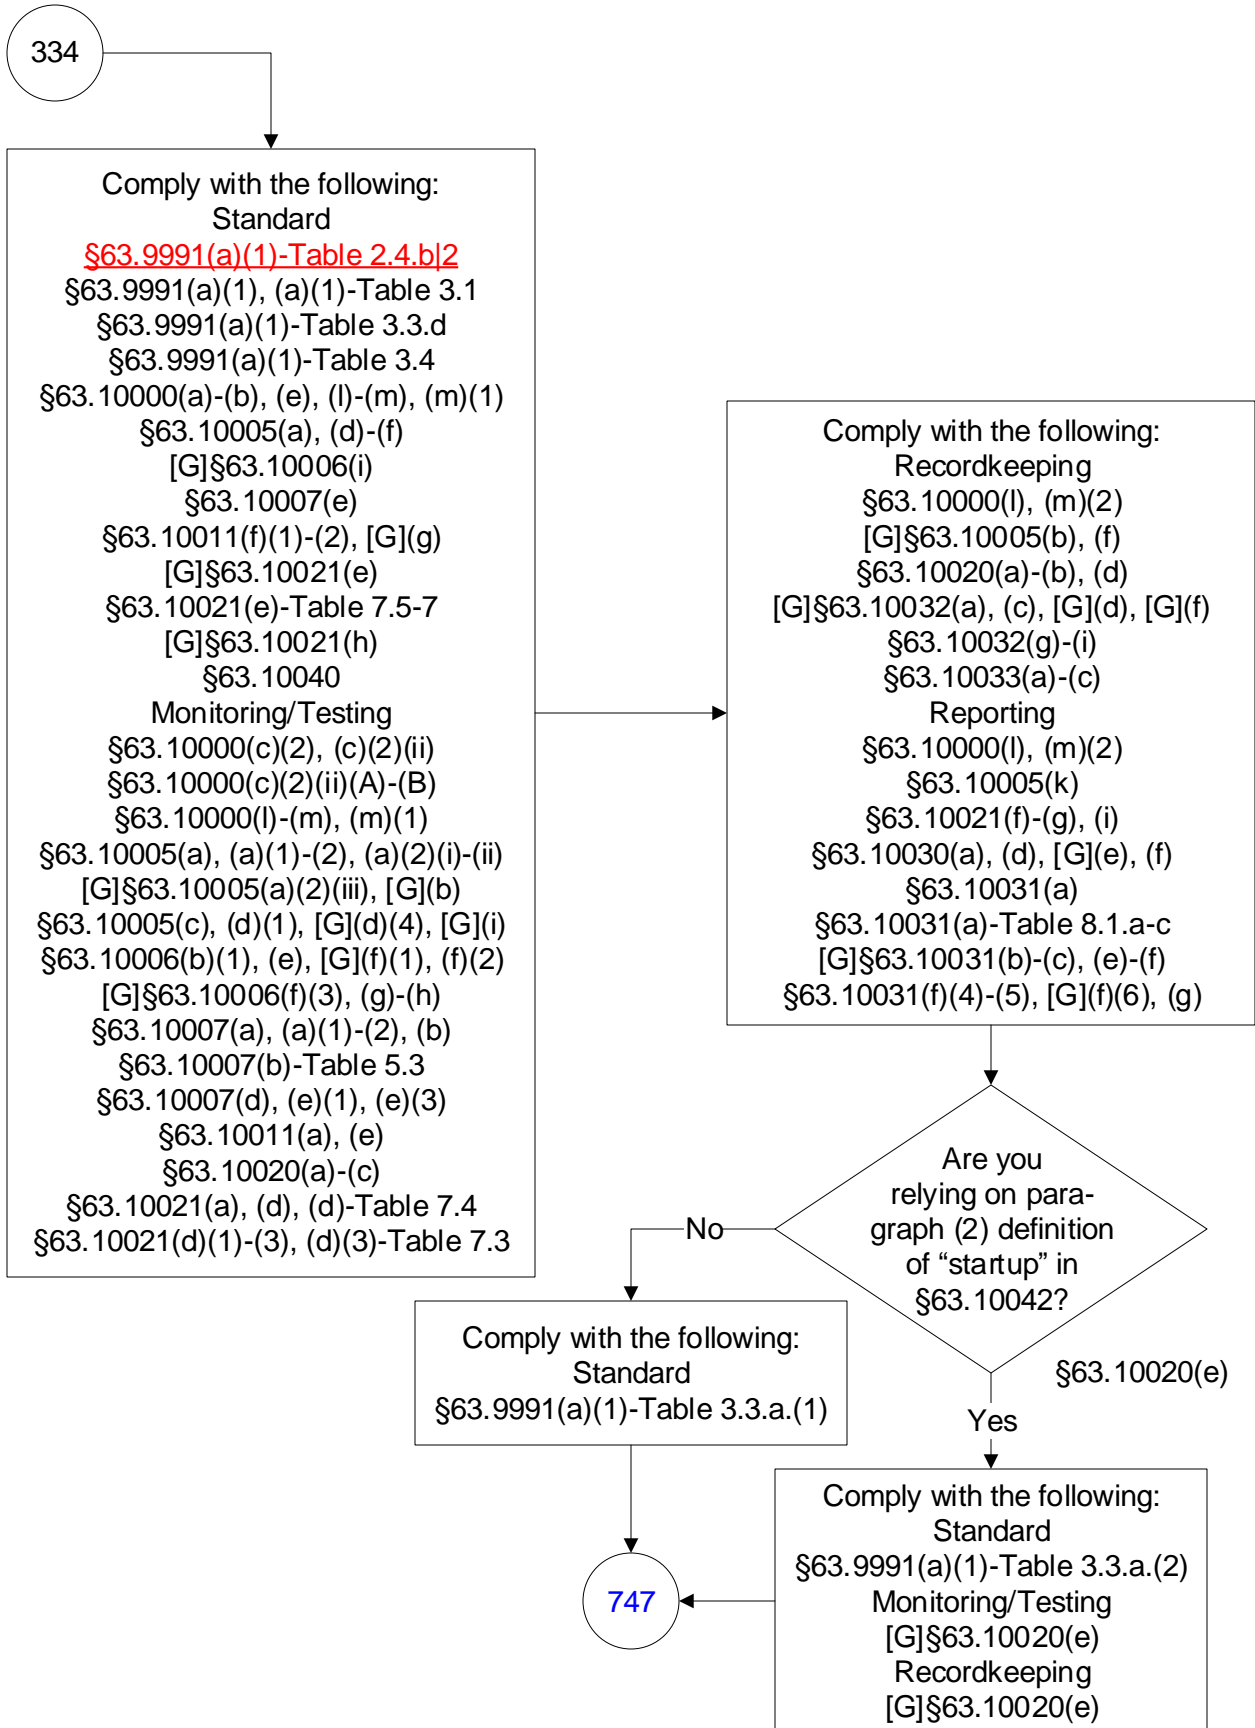 334
Comply with the following:
Standard
§63.9991(a)(1)-Table 2.4.b|2
§63.9991(a)(1), (a)(1)-Table 3.1
§63.9991(a)(1)-Table 3.3.d
§63.9991(a)(1)-Table 3.4
§63.10000(a)-(b), (e), (l)-(m), (m)(1)
§63.10005(a), (d)-(f)
[G]§63.10006(i)
§63.10007(e)
§63.10011(f)(1)-(2), [G](g)
[G]§63.10021(e)
§63.10021(e)-Table 7.5-7
[G]§63.10021(h)
§63.10040
Monitoring/Testing
§63.10000(c)(2), (c)(2)(ii)
§63.10000(c)(2)(ii)(A)-(B)
§63.10000(l)-(m), (m)(1)
§63.10005(a), (a)(1)-(2), (a)(2)(i)-(ii)
[G]§63.10005(a)(2)(iii), [G](b)
§63.10005(c), (d)(1), [G](d)(4), [G](i)
§63.10006(b)(1), (e), [G](f)(1), (f)(2)
[G]§63.10006(f)(3), (g)-(h)
§63.10007(a), (a)(1)-(2), (b)
§63.10007(b)-Table 5.3
§63.10007(d), (e)(1), (e)(3)
§63.10011(a), (e)
§63.10020(a)-(c)
§63.10021(a), (d), (d)-Table 7.4
§63.10021(d)(1)-(3), (d)(3)-Table 7.3
Comply with the following:
Recordkeeping
§63.10000(l), (m)(2)
[G]§63.10005(b), (f)
§63.10020(a)-(b), (d)
[G]§63.10032(a), (c), [G](d), [G](f)
§63.10032(g)-(i)
§63.10033(a)-(c)
Reporting
§63.10000(l), (m)(2)
§63.10005(k)
§63.10021(f)-(g), (i)
§63.10030(a), (d), [G](e), (f)
§63.10031(a)
§63.10031(a)-Table 8.1.a-c
[G]§63.10031(b)-(c), (e)-(f)
§63.10031(f)(4)-(5), [G](f)(6), (g)
Are you
relying on para-
graph (2) definition
of “startup” in
§63.10042?
§63.10020(e)
No
Comply with the following:
Standard
§63.9991(a)(1)-Table 3.3.a.(1)
Yes
Comply with the following:
Standard
§63.9991(a)(1)-Table 3.3.a.(2)
Monitoring/Testing
[G]§63.10020(e)
Recordkeeping
[G]§63.10020(e)
747